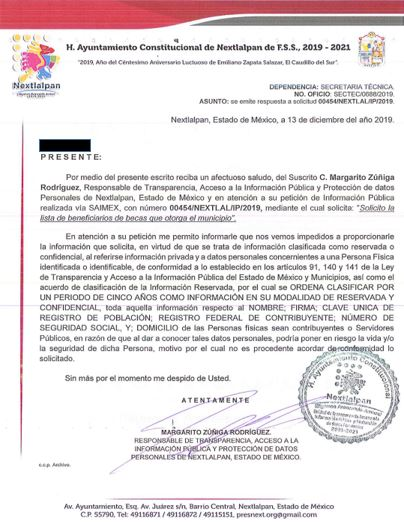 H. Ayuntamiento Constitucional de Nextlalpan de F.S.S., 2019 - 2021
"2019, Año del Céntesimo Aniversario Luctuoso de Emiliano Zapata Salazar, El Caudillo del Sur".
Nextlalpan
DEPENDENCIA: SECRETARIA TÉCNICA.
NO. OFICIO: SECTEC/0688/2019.
ASUNTO: se emite respuesta a solicitud 00454/NEXTLAL/IP/2019.
Nextlalpan, Estado de México, a 13 de diciembre del año 2019.
P R E S E N T E:
Por medio del presente escrito reciba un afectuoso saludo, del Suscrito C. Margarito Zúñiga
Rodríguez, Responsable de Transparencia, Acceso a la Información Pública y Protección de datos
Personales de Nextlalpan, Estado de México y en atención a su petición de Información Pública
realizada vía SAIMEX, con número 00454/NEXTLAL/IP/2019, mediante el cual solicita: "Solicito la
lista de beneficiarios de becas que otorga el municipio".
En atención a su petición me permito informarle que nos vemos impedidos a proporcionarle
la información que solicita, en virtud de que se trata de información clasificada como reservada o
confidencial, al referirse información privada y a datos personales concernientes a una Persona Física
identificada o identificable, de conformidad a lo establecido en los artículos 91, 140 y 141 de la Ley
de Transparencia y Acceso a la Información Pública del Estado de México y Municipios, así como el
acuerdo de clasificación de la Información Reservada, por el cual se ORDENA CLASIFICAR POR
UN PERIODO DE CINCO AÑOS COMO INFORMACIÓN EN SU MODALIDAD DE RESERVADA Y
CONFIDENCIAL, toda aquella información respecto al NOMBRE; FIRMA; CLAVE UNICA DE
REGISTRO DE POBLACIÓN; REGISTRO FEDERAL DE CONTRIBUYENTE; NÚMERO DE
SEGURIDAD SOCIAL, Y; DOMICILIO de las Personas físicas sean contribuyentes o Servidores
Públicos, en razón de que al dar a conocer tales datos personales, podría poner en riesgo la vida y/o
la seguridad de dicha Persona, motivo por el cual no es procedente acordar de conformidad lo
solicitado.
Sin más por el momento me despido de Usted.
A T E N T A M E N T E
H. Ayuntamiento Constitucional
Nextlalpan
2019-2021
MARGARITO ZÚÑIGA RODRÍGUEZ.
RESPONSABLE DE TRANSPARENCIA, ACCESO A LA
INFORMACIÓN PÚBLICA Y PROTECCIÓN DE DATOS
PERSONALES DE NEXTLALPAN, ESTADO DE MÉXICO.
c.c.p. Archivo.
Av. Ayuntamiento, Esq. Av. Juárez s/n, Barrio Central, Nextlalpan, Estado de México
C.P. 55790, Tel: 49116871 / 49116872 / 49115151, presnext.org@gmail.com